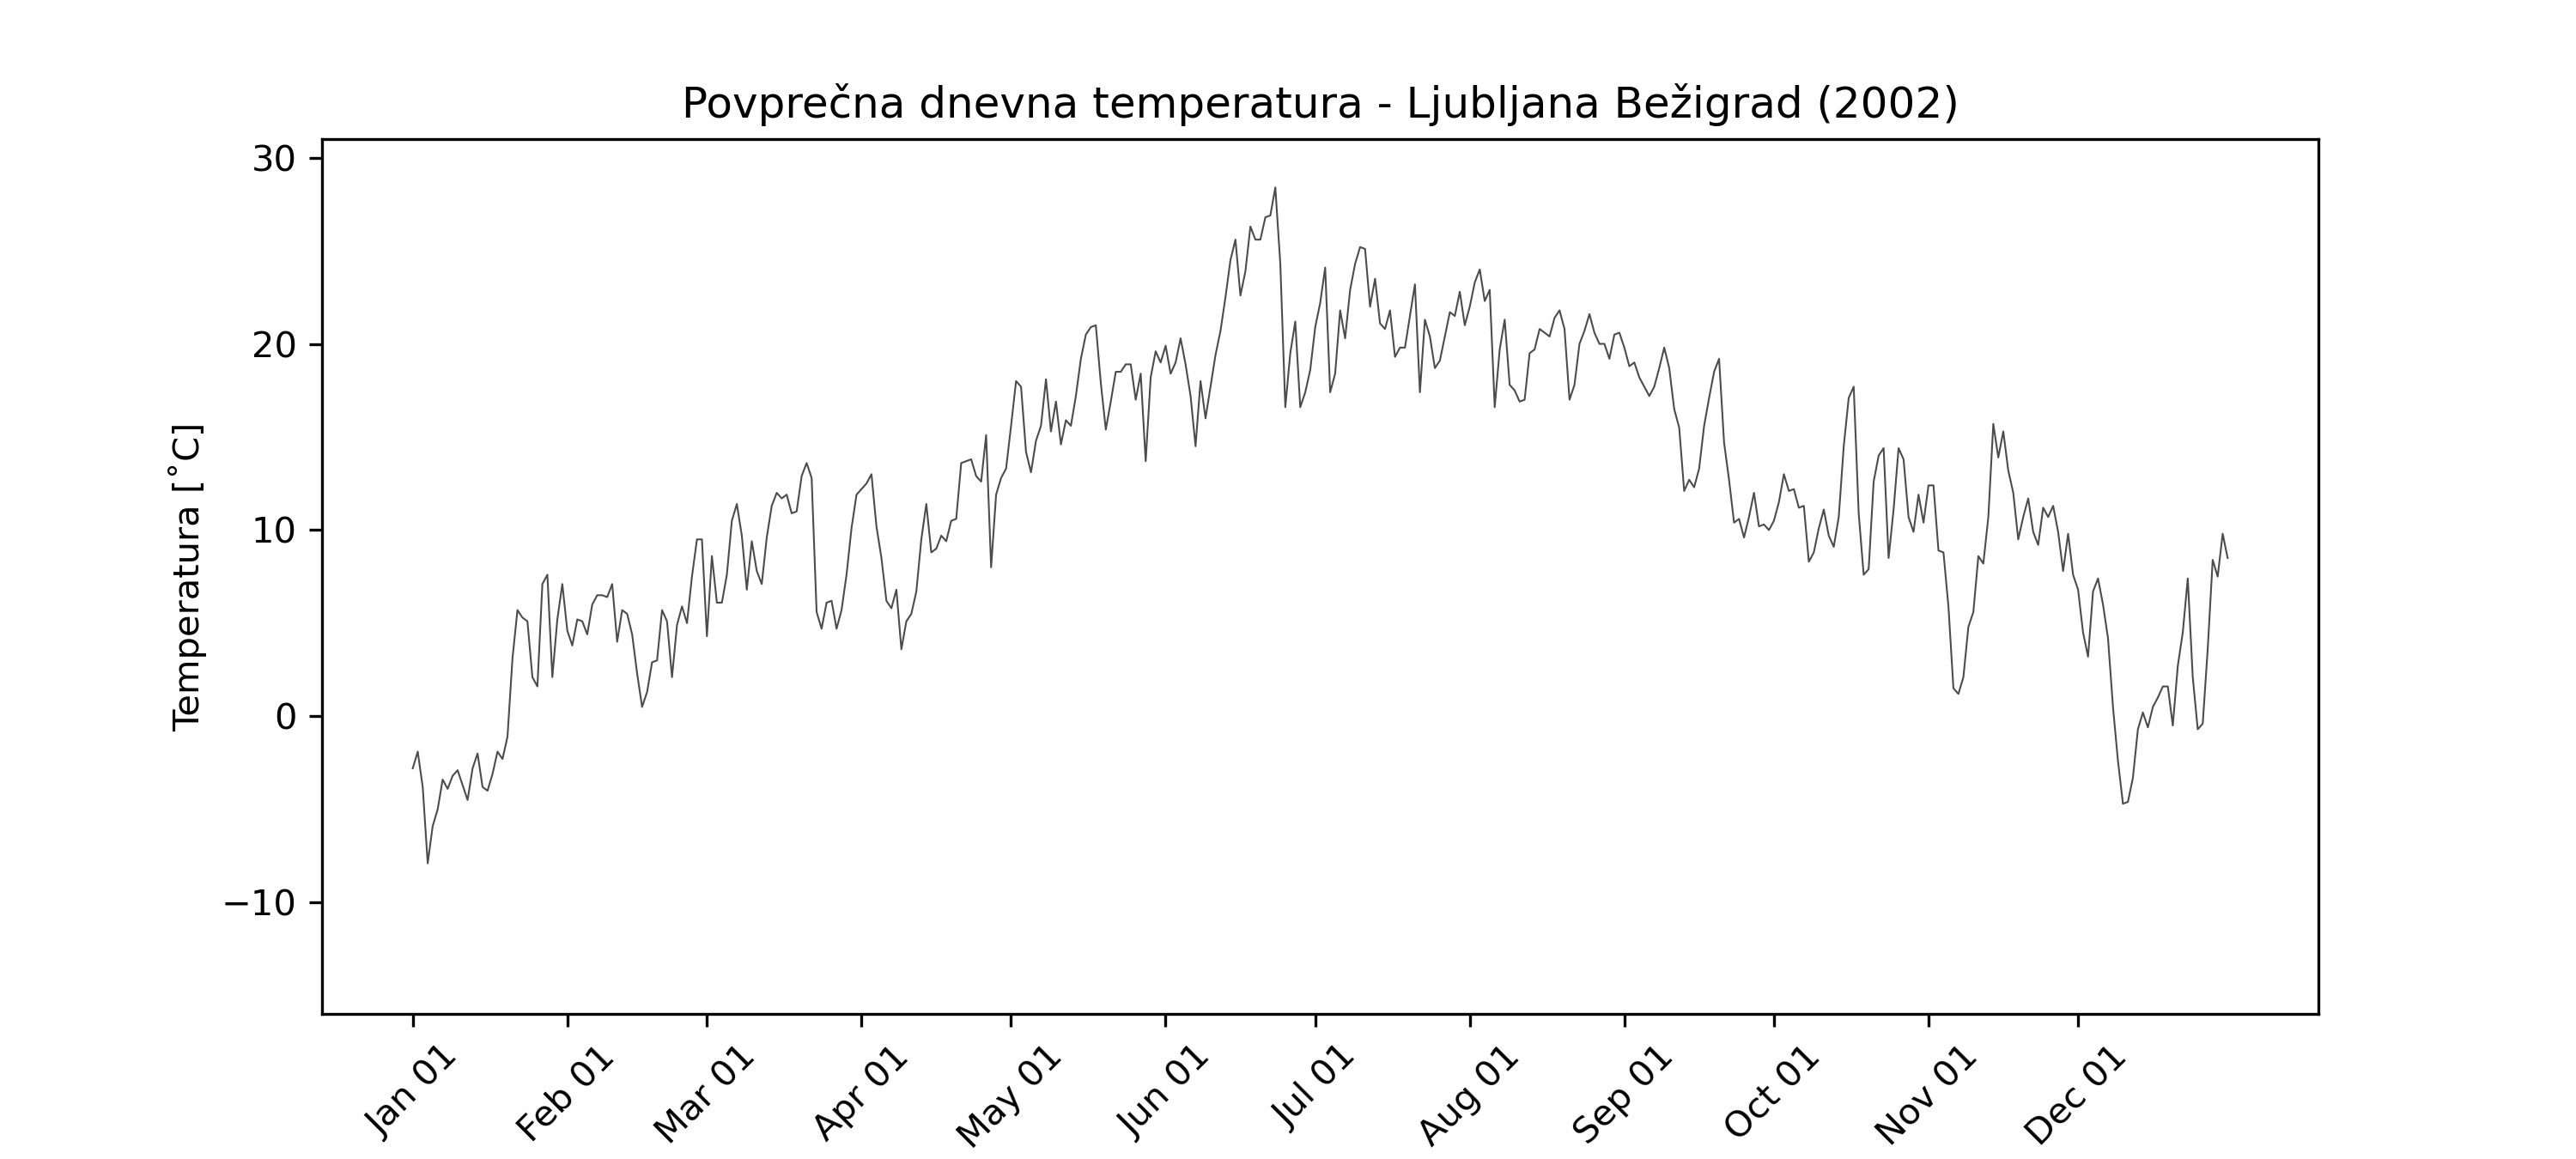 Povprečna dnevna temperatura - Ljubljana Bežigrad (2002)
Temperatura [˚C]
30
20
10
0
−10
Jan 01
Feb 01
Mar 01
Apr 01
May 01
Jun 01
Jul 01
Aug 01
Sep 01
Oct 01
Nov 01
Dec 01